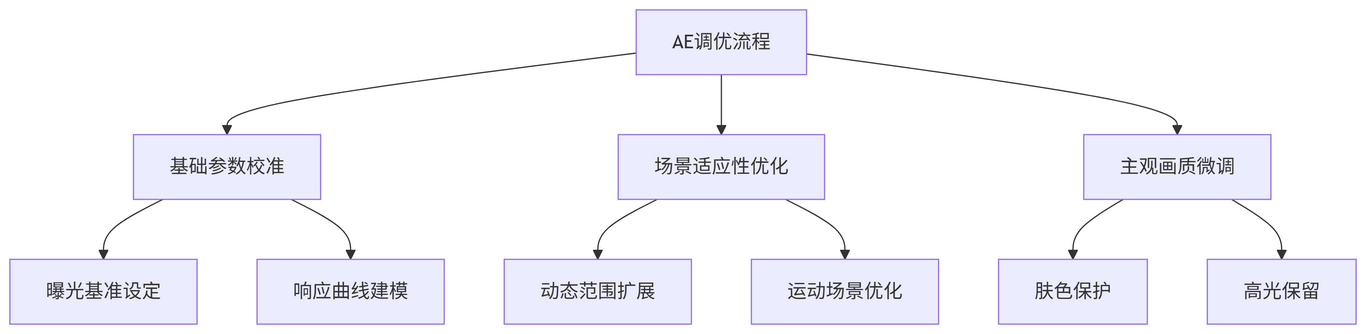 AE调优流程
基础参数校准
场景适应性优化
主观画质微调
曝光基准设定
响应曲线建模
动态范围扩展
运动场景优化
肤色保护
高光保留